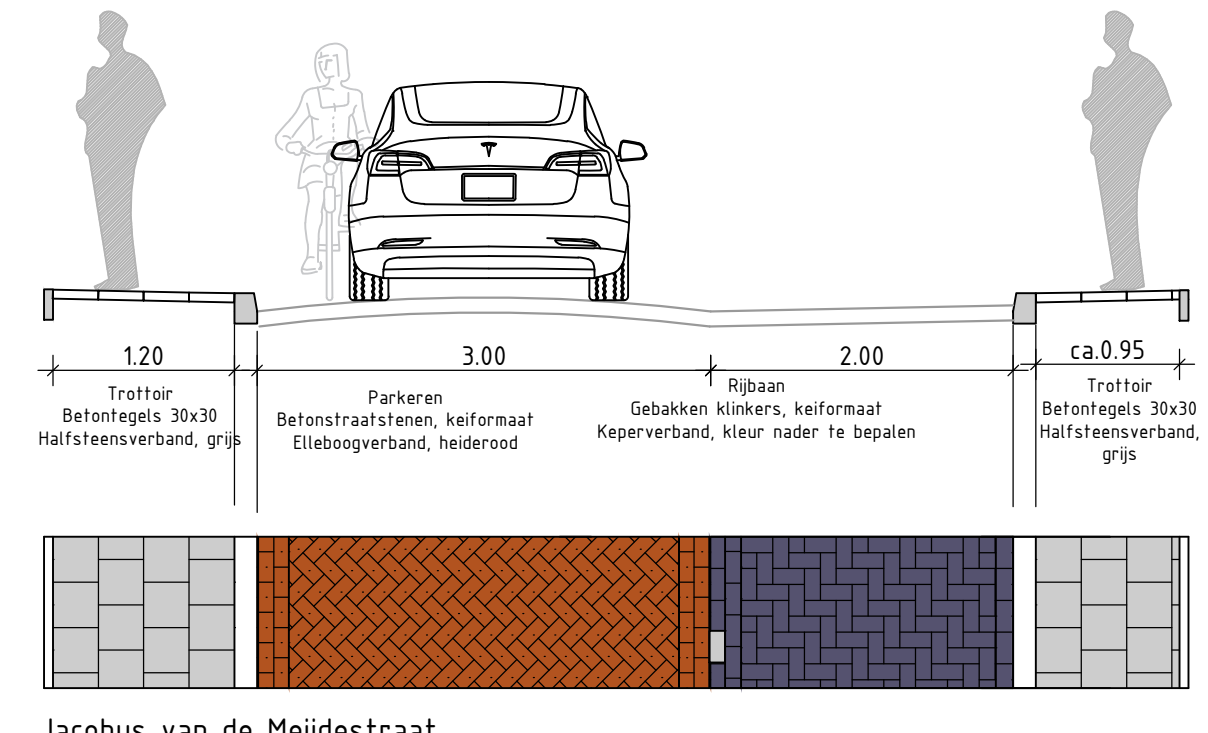 1.20
3.00
2.00
ca.0.95
Trottoir
Betontegels 30x30
Halfsteensverband, grijs
Parkeren
Betonstraatstenen, keiformaat
Elleboogverband, heiderood
Rijbaan
Gebakken klinkers, keiformaat
Keperverband, kleur nader te bepalen
Trottoir
Betontegels 30x30
Halfsteensverband,
grijs
Jacobus van de Meijdestraat